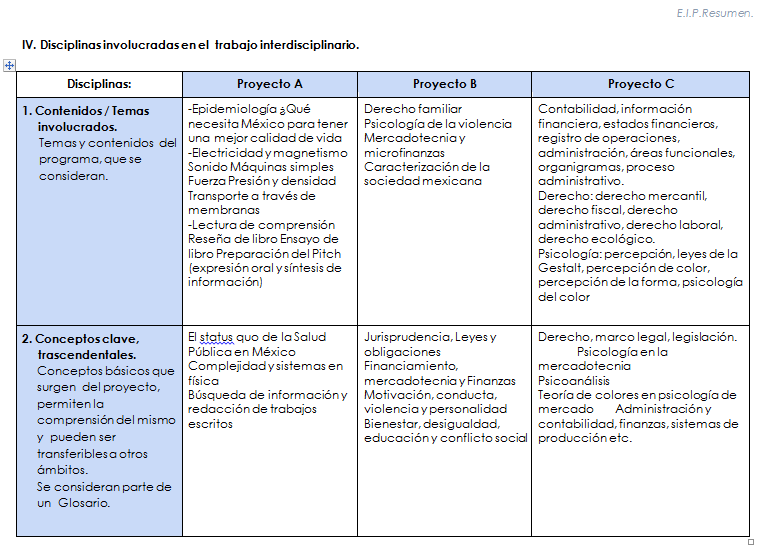 E.I.P.Resumen.
IV. Disciplinas involucradas en el trabajo interdisciplinario.
Disciplinas:
Proyecto A
Proyecto B
Proyecto C
1. Contenidos / Temas
involucrados.
Temas y contenidos del
programa, que se
consideran.
-Epidemiología ¿Qué
necesita México para tener
una mejor calidad de vida
-Electricidad y magnetismo
Sonido Máquinas simples
Fuerza Presión y densidad
Transporte a través de
membranas
-Lectura de comprensión
Reseña de libro Ensayo de
libro Preparación del Pitch
(expresión oral y síntesis de
información)
Derecho familiar
Psicología de la violencia
Mercadotecnia y
microfinanzas
Caracterización de la
sociedad mexicana
Contabilidad, información
financiera, estados financieros,
registro de operaciones,
administración, áreas funcionales,
organigramas, proceso
administrativo.
Derecho: derecho mercantil,
derecho fiscal, derecho
administrativo, derecho laboral,
derecho ecológico.
Psicología: percepción, leyes de la
Gestalt, percepción de color,
percepción de la forma, psicología
del color
2. Conceptos clave,
trascendentales.
Conceptos básicos que
surgen del proyecto,
permiten la
comprensión del mismo
y pueden ser
transferibles a otros
ámbitos.
Se consideran parte de
un Glosario.
El status quo de la Salud
Pública en México
Complejidad y sistemas en
física
Búsqueda de información y
redacción de trabajos
escritos
Jurisprudencia, Leyes y
obligaciones
Financiamiento,
mercadotecnia y Finanzas
Motivación, conducta,
violencia y personalidad
Bienestar, desigualdad,
educación y conflicto social
Derecho, marco legal, legislación.
Psicología en la
mercadotecnia
Psicoanálisis
Teoría de colores en psicología de
mercado Administración y
contabilidad, finanzas, sistemas de
producción etc.